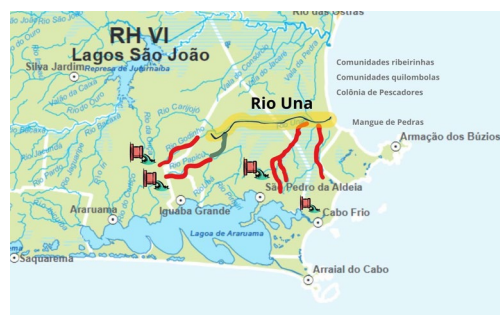 Rio das Ostras
RH VI
Lagos São João
Represa de Juturnaíba
Silva Jardim
Comunidades ribeirinhas
Comunidades quilombolas
Colônia de Pescadores
Rio Una
Mangue de Pedras
Armação dos Búzios
Rio Godinho
São Pedro da Aldeia
Araruama
Iguaba Grande
Cabo Frio
Lagoa de Araruama
Saquarema
Arraial do Cabo